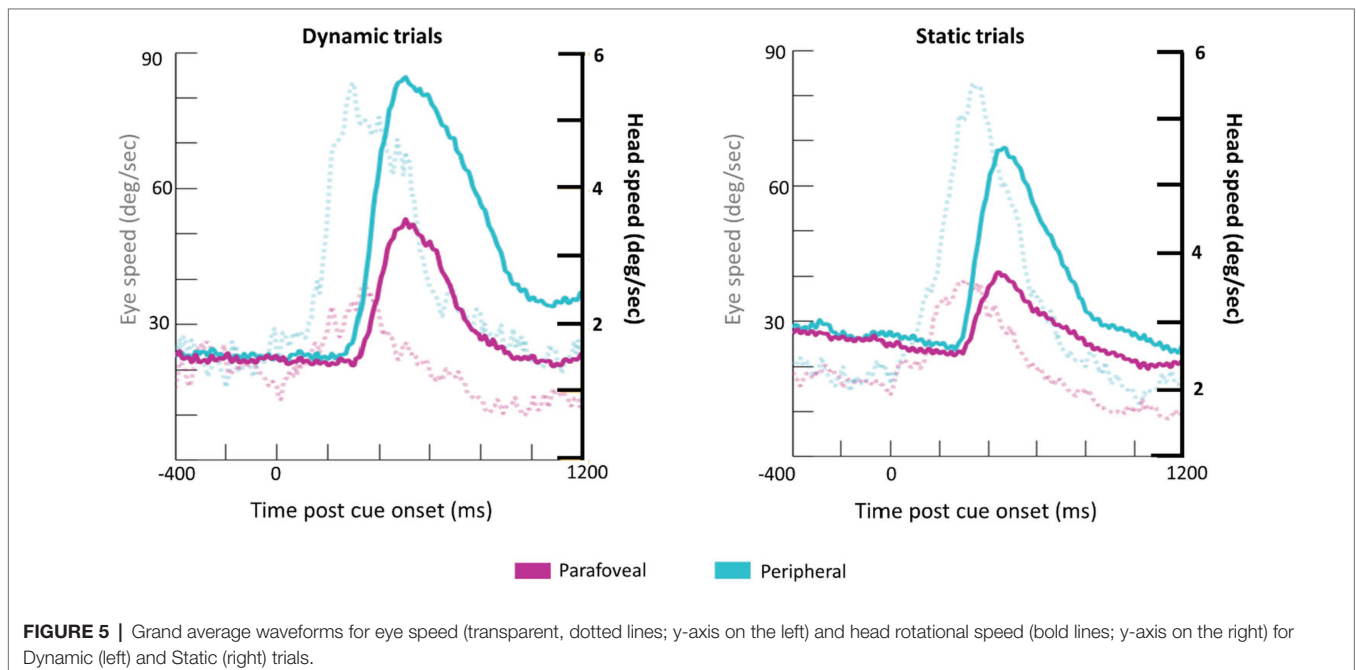 Dynamic trials
Static trials
90
60
30
Eye speed (deg/sec)
6
4
2
Head speed (deg/sec)
-400
0
1200
Time post cue onset (ms)
90
60
30
Eye speed (deg/sec)
6
4
2
Head speed (deg/sec)
-400
0
1200
Time post cue onset (ms)
Parafoveal
Peripheral
FIGURE 5 | Grand average waveforms for eye speed (transparent, dotted lines; y-axis on the left) and head rotational speed (bold lines; y-axis on the right) for
Dynamic (left) and Static (right) trials.